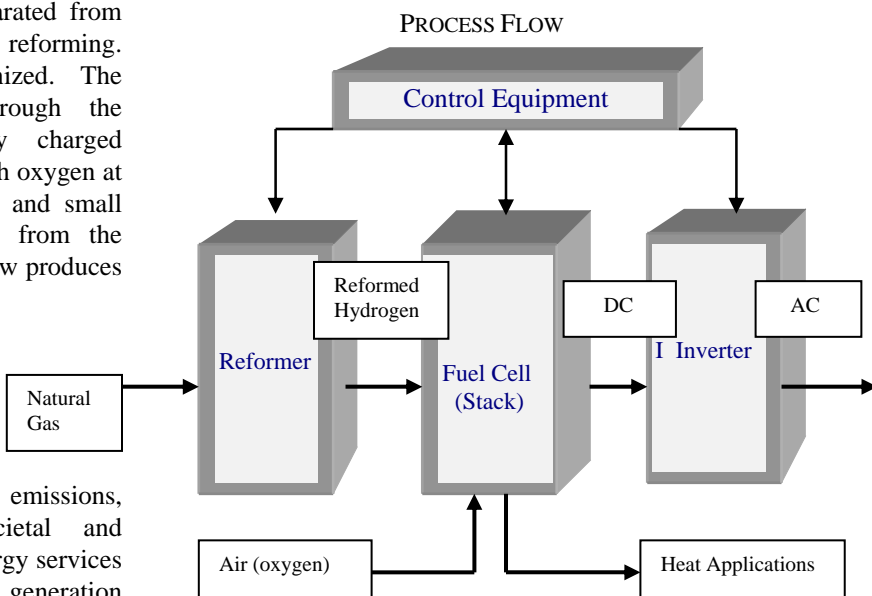 arated from
reforming.
nized. The
rough the
y charged
h oxygen at
and small
from the
w produces
emissions,
cietal and
rgy services
generation
PROCESS FLOW
Control Equipment
Reformed
Hydrogen
DC
AC
Reformer
Fuel Cell
(Stack)
I Inverter
Natural
Gas
Air (oxygen)
Heat Applications